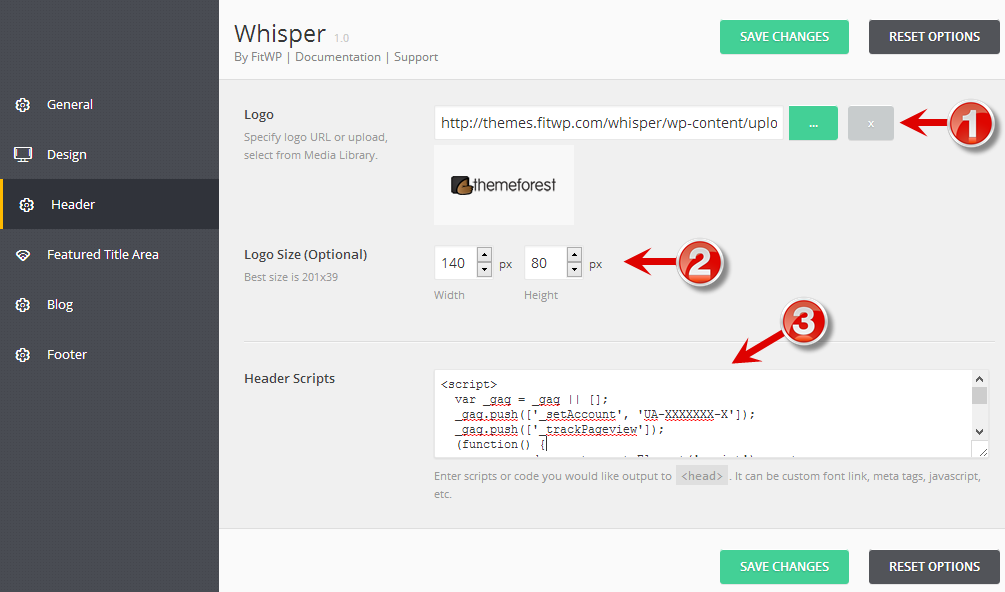 Whisper 1.0
By FitWP | Documentation | Support
SAVE CHANGES
RESET OPTIONS
General
Design
Header
Featured Title Area
Blog
Footer
Logo
Specify logo URL or upload,
select from Media Library.
http://themes.fitwp.com/whisper/wp-content/uplo
...
x
1
themeforest
Logo Size (Optional)
Best size is 201x39
140 px
80 px
Width
Height
2
3
Header Scripts
<script>
var _gaq = _gaq || [];
_gaq.push(['_setAccount', 'UA-XXXXXXX-X']);
_gaq.push(['_trackPageview']);
(function() {
Enter scripts or code you would like output to <head> . It can be custom font link, meta tags, javascript,
etc.
SAVE CHANGES
RESET OPTIONS